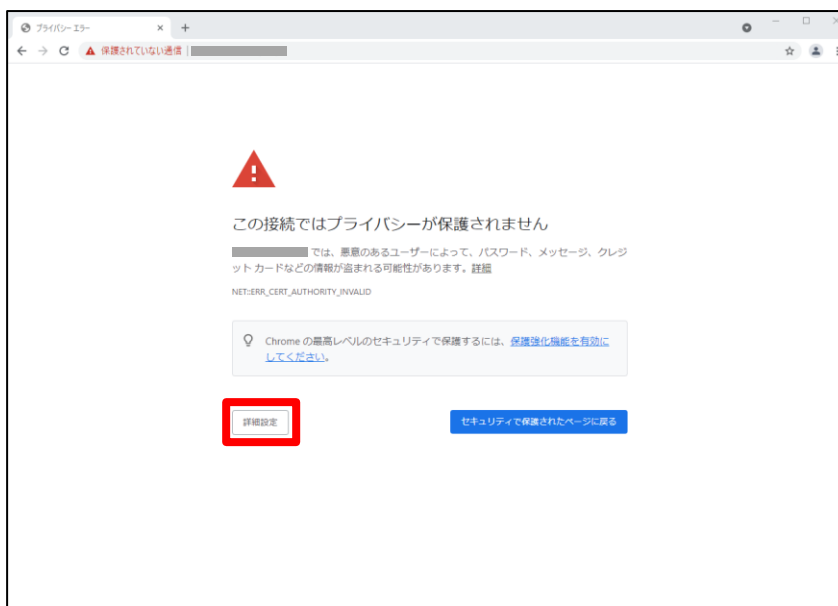 プライバシー エラー
保護されていない通信
この接続ではプライバシーが保護されません
では、悪意のあるユーザーによって、パスワード、メッセージ、クレジ
ット カードなどの情報が盗まれる可能性があります。詳細
NET::ERR_CERT_AUTHORITY_INVALID
Chrome の最高レベルのセキュリティで保護するには、保護強化機能を有効に
してください。
詳細設定
セキュリティで保護されたページに戻る